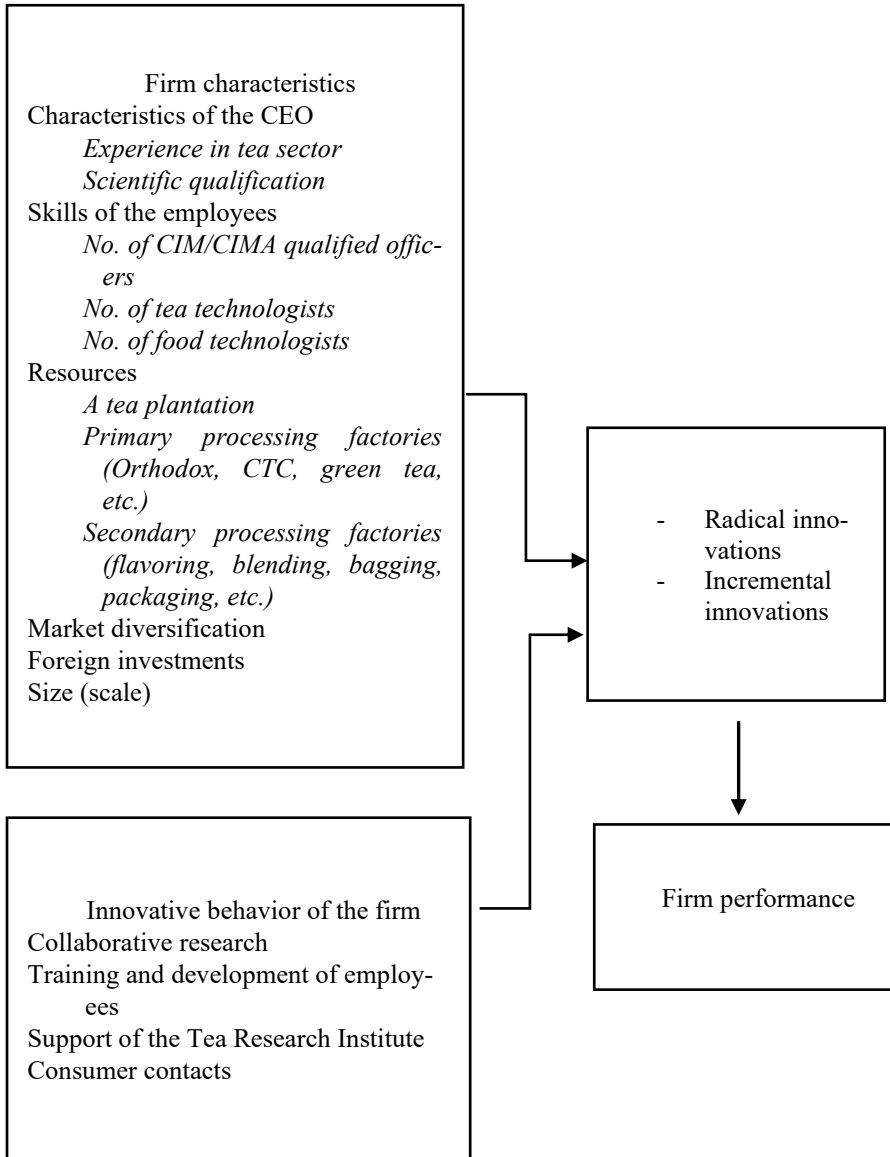 Firm characteristics
Characteristics of the CEO
Experience in tea sector
Scientific qualification
Skills of the employees
No. of CIM/CIMA qualified offic-
ers
No. of tea technologists
No. of food technologists
Resources
A tea plantation
Primary processing factories
(Orthodox, CTC, green tea,
etc.)
Secondary processing factories
(flavoring, blending, bagging,
packaging, etc.)
Market diversification
Foreign investments
Size (scale)
- Radical inno-
vations
- Incremental
innovations
Innovative behavior of the firm
Collaborative research
Training and development of employ-
ees
Support of the Tea Research Institute
Consumer contacts
Firm performance